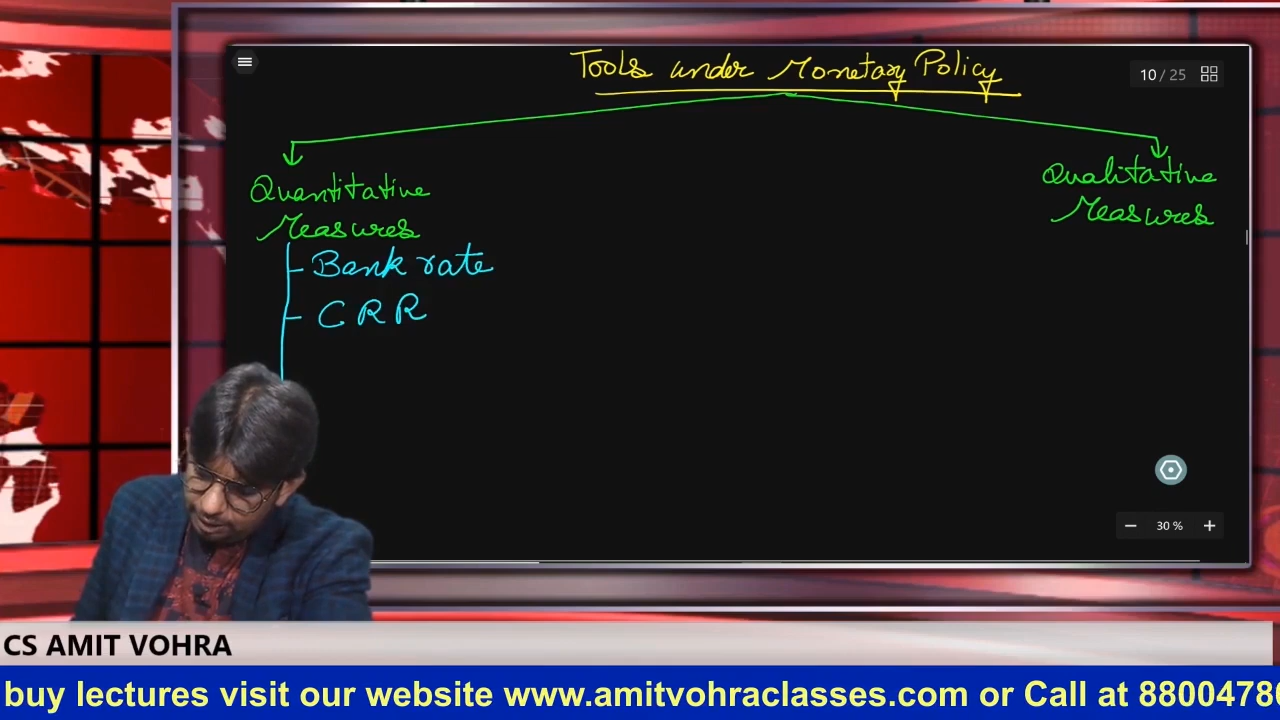 Tools under Monetary Policy
10 / 25
Quantitative
Measures
Qualitative
Measures
Bank rate
CRR
30 %
CS AMIT VOHRA
buy lectures visit our website www.amitvohraclasses.com or Call at 8800478